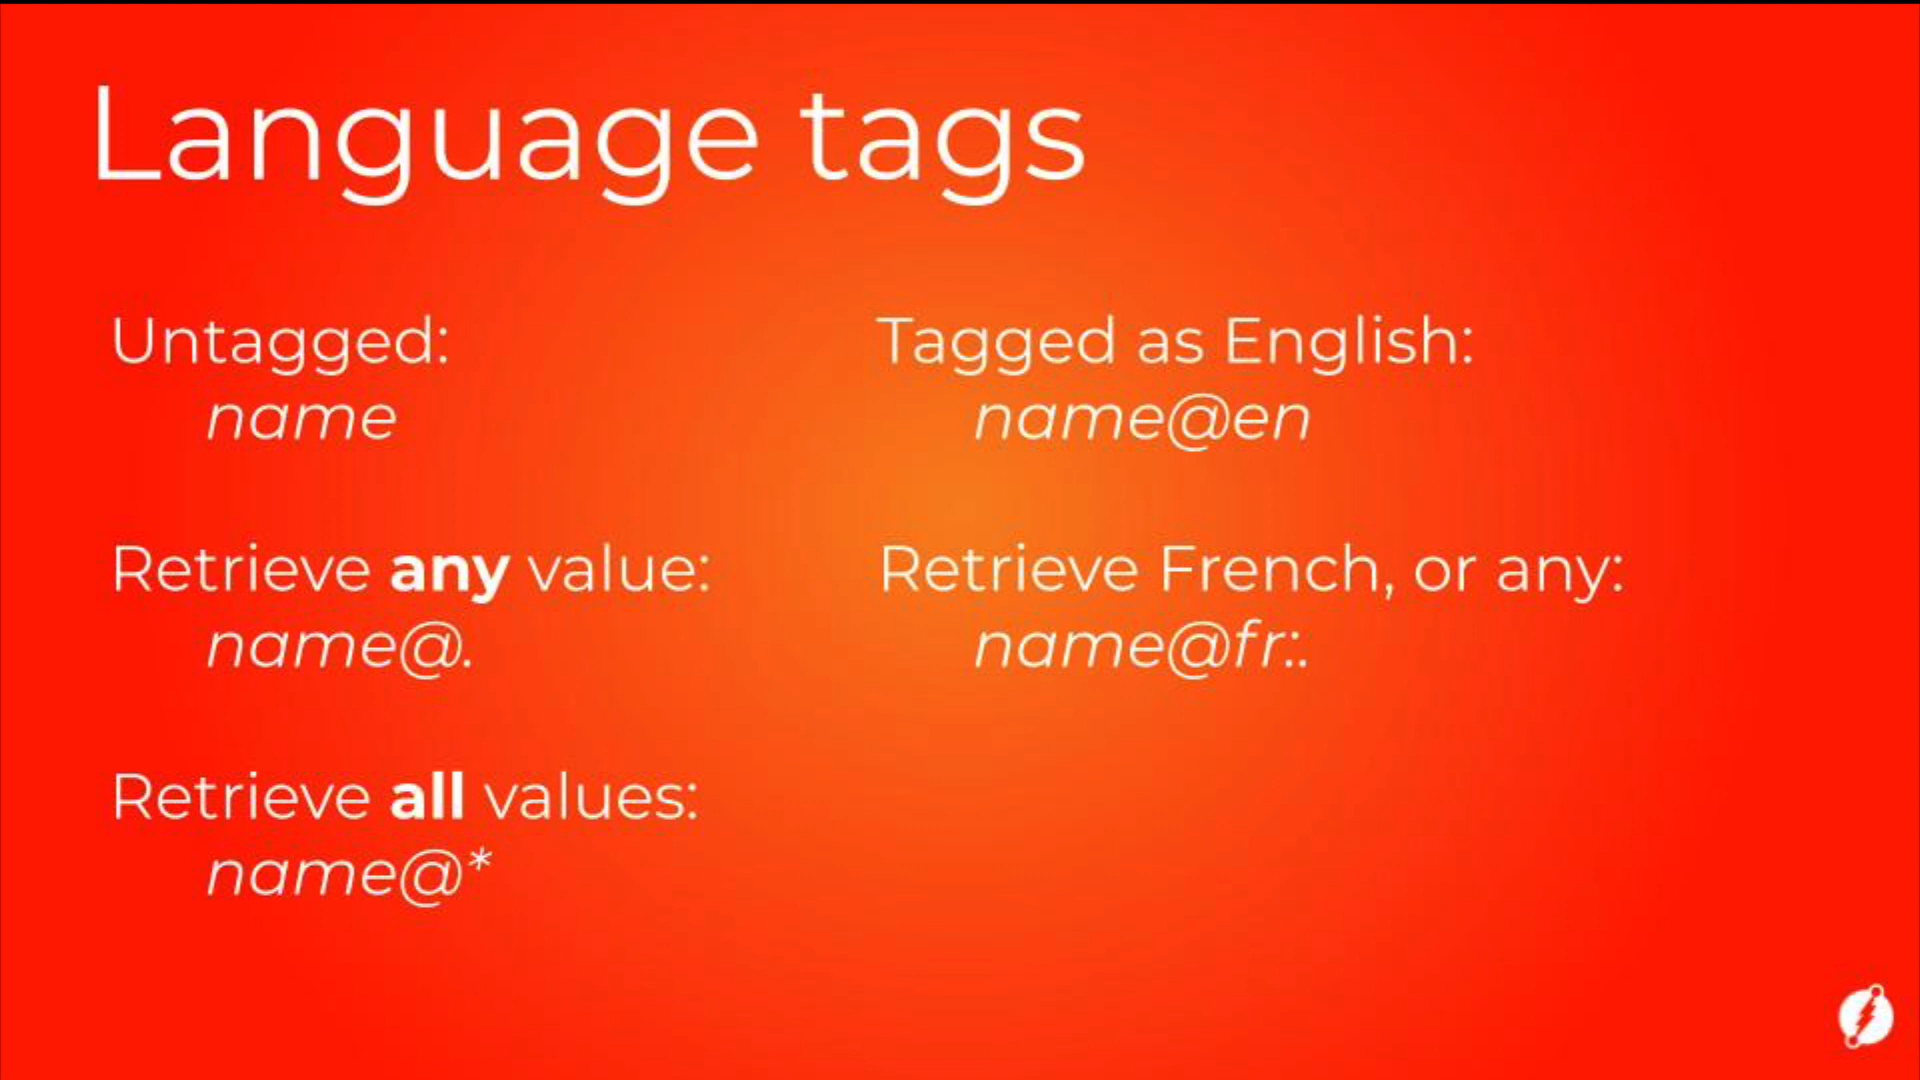 Language tags
Untagged:
name
Tagged as English:
name@en
Retrieve any value:
name@.
Retrieve French, or any:
name@fr:.
Retrieve all values:
name@*